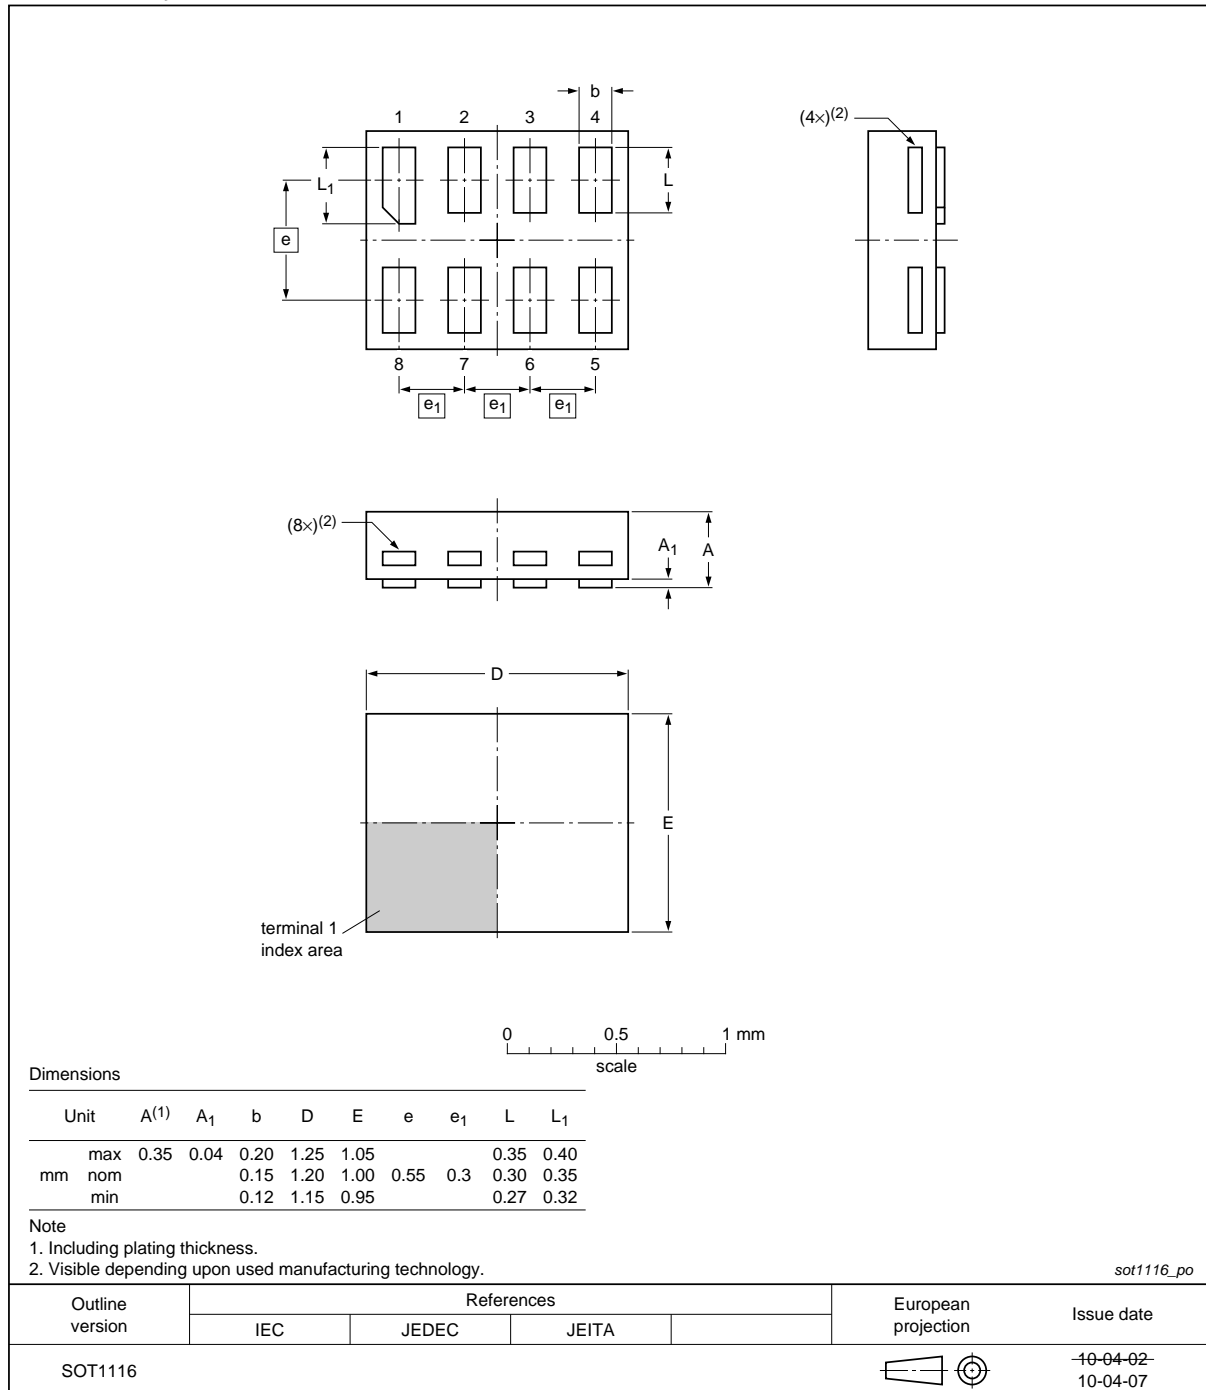 b
1 2 3 4
(4×)(2)
L1
L
e
8 7 6 5
e1 e1 e1
(8×)(2)
A1 A
D
E
terminal 1
index area
0 0.5 1 mm
scale
Dimensions
Unit A(1) A1 b D E e e1 L L1
max 0.35 0.04 0.20 1.25 1.05 0.35 0.40
mm nom 0.15 1.20 1.00 0.55 0.3 0.30 0.35
min 0.12 1.15 0.95 0.27 0.32
Note
1. Including plating thickness.
2. Visible depending upon used manufacturing technology.
sot1116_po
Outline version
References
IEC JEDEC JEITA
European projection
Issue date
SOT1116
10-04-02
10-04-07